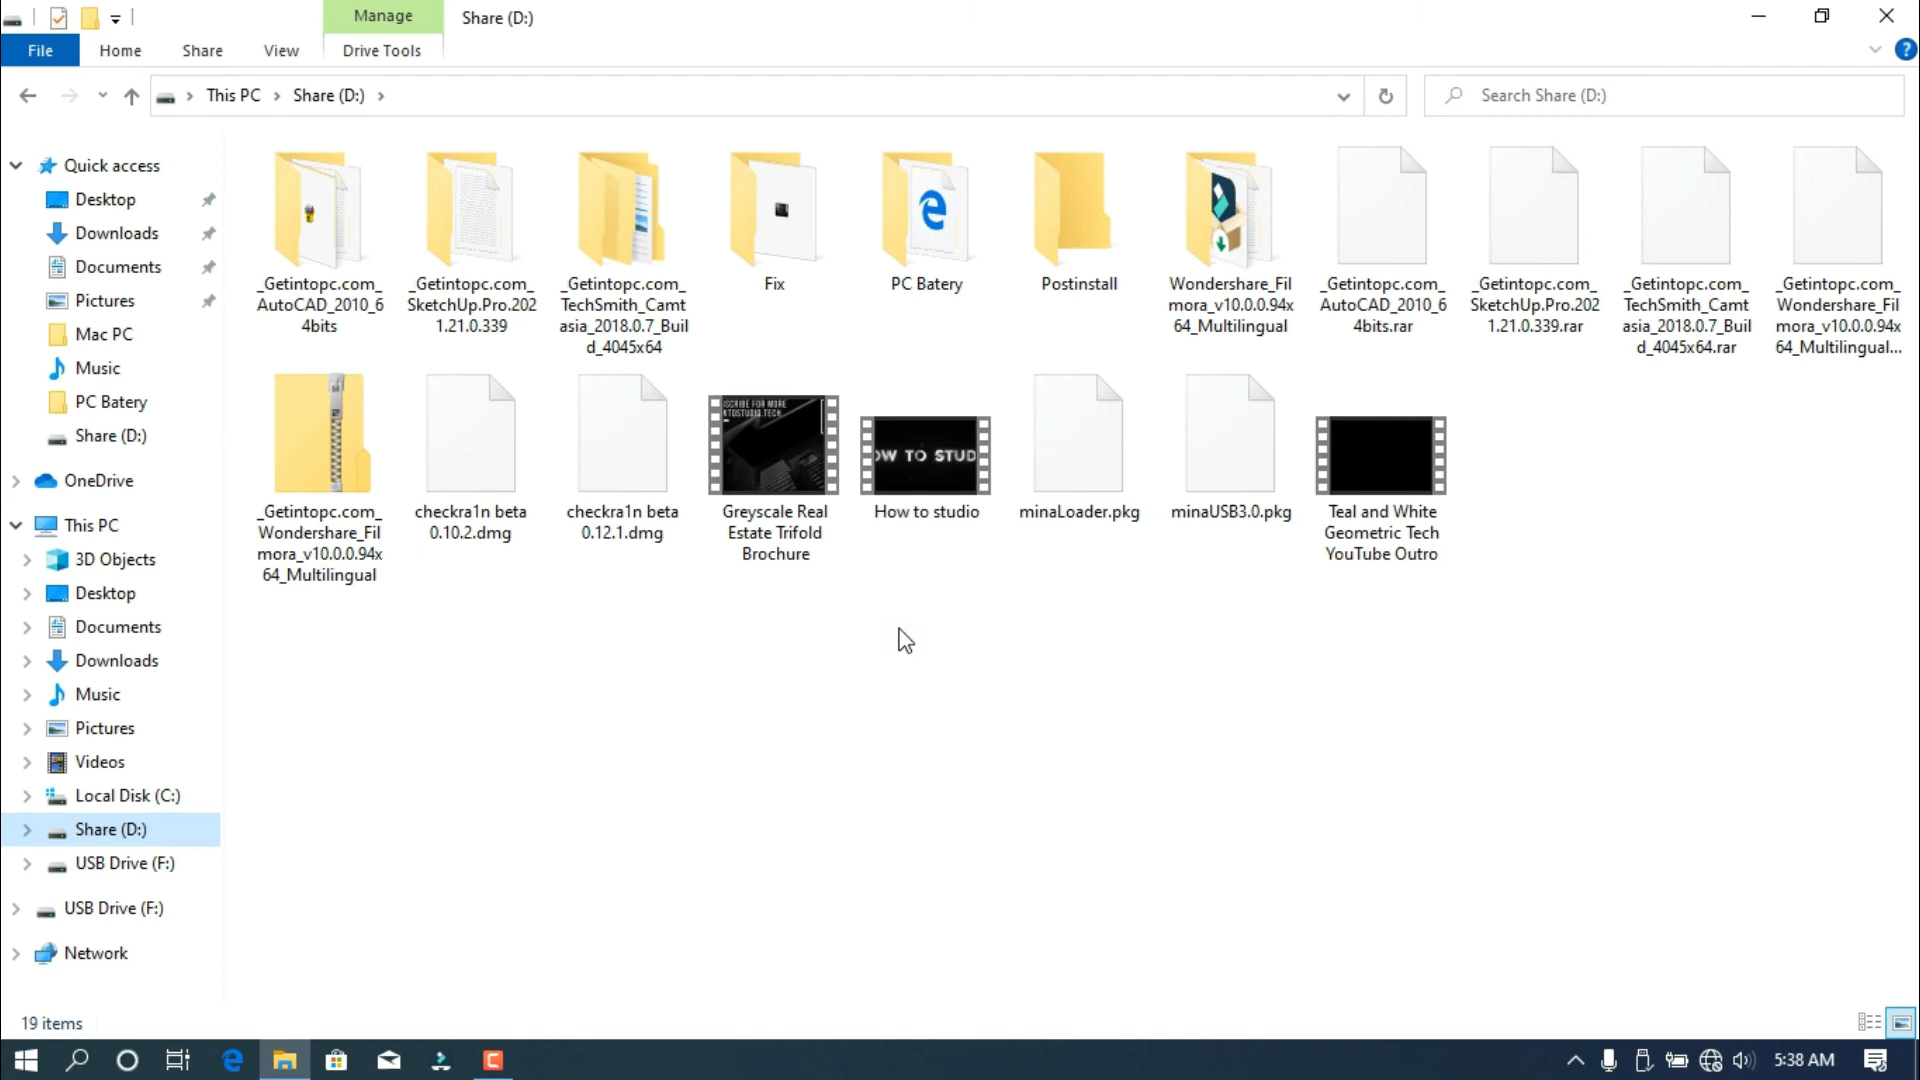 Manage
Share (D:)
File
Home
Share
View
Drive Tools
?
This PC
Share (D:)
Search Share (D:)
Quick access
Desktop
Downloads
Documents
Pictures
Mac PC
Music
PC Batery
Share (D:)
OneDrive
This PC
3D Objects
Desktop
Documents
Downloads
Music
Pictures
Videos
Local Disk (C:)
Share (D:)
USB Drive (F:)
USB Drive (F:)
Network
_Getintopc.com_
AutoCAD_2010_6
4bits
_Getintopc.com_
SketchUp.Pro.202
1.21.0.339
_Getintopc.com_
TechSmith_Camt
asia_2018.0.7_Buil
d_4045x64
Fix
PC Batery
Postinstall
Wondershare_Fil
mora_v10.0.0.94x
64_Multilingual
_Getintopc.com_
AutoCAD_2010_6
4bits.rar
_Getintopc.com_
SketchUp.Pro.202
1.21.0.339.rar
_Getintopc.com_
TechSmith_Camt
asia_2018.0.7_Buil
d_4045x64.rar
_Getintopc.com_
Wondershare_Fil
mora_v10.0.0.94x
64_Multilingual...
_Getintopc.com_
Wondershare_Fil
mora_v10.0.0.94x
64_Multilingual
checkra1n beta
0.10.2.dmg
checkra1n beta
0.12.1.dmg
SCRIBE FOR MORE
NTOSTUDIO.TECH
Greyscale Real
Estate Trifold
Brochure
OW TO STUD
How to studio
minaLoader.pkg
minaUSB3.0.pkg
Teal and White
Geometric Tech
YouTube Outro
19 items
5:38 AM